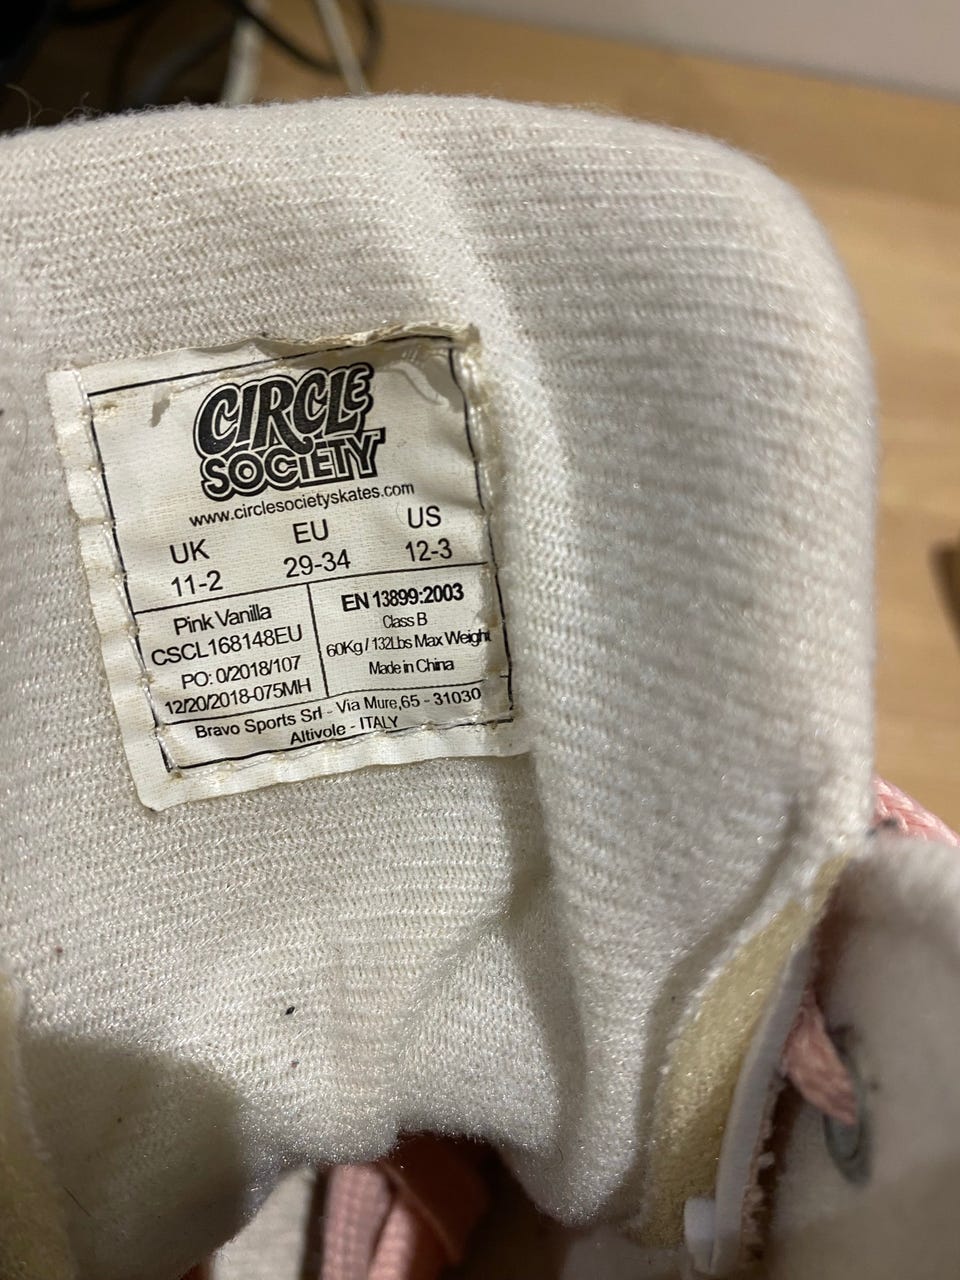 CIRCLE
SOCIETY
www.circlesocietyskates.com
UK EU US
11-2 29-34 12-3
Pink Vanilla
CSCL168148EU
PO: 0/2018/107
12/20/2018-075MH
EN 13899:2003
Class B
60Kg / 132Lbs Max Weight
Made in China
Bravo Sports Srl - Via Mure,65 - 31030
Altivole - ITALY